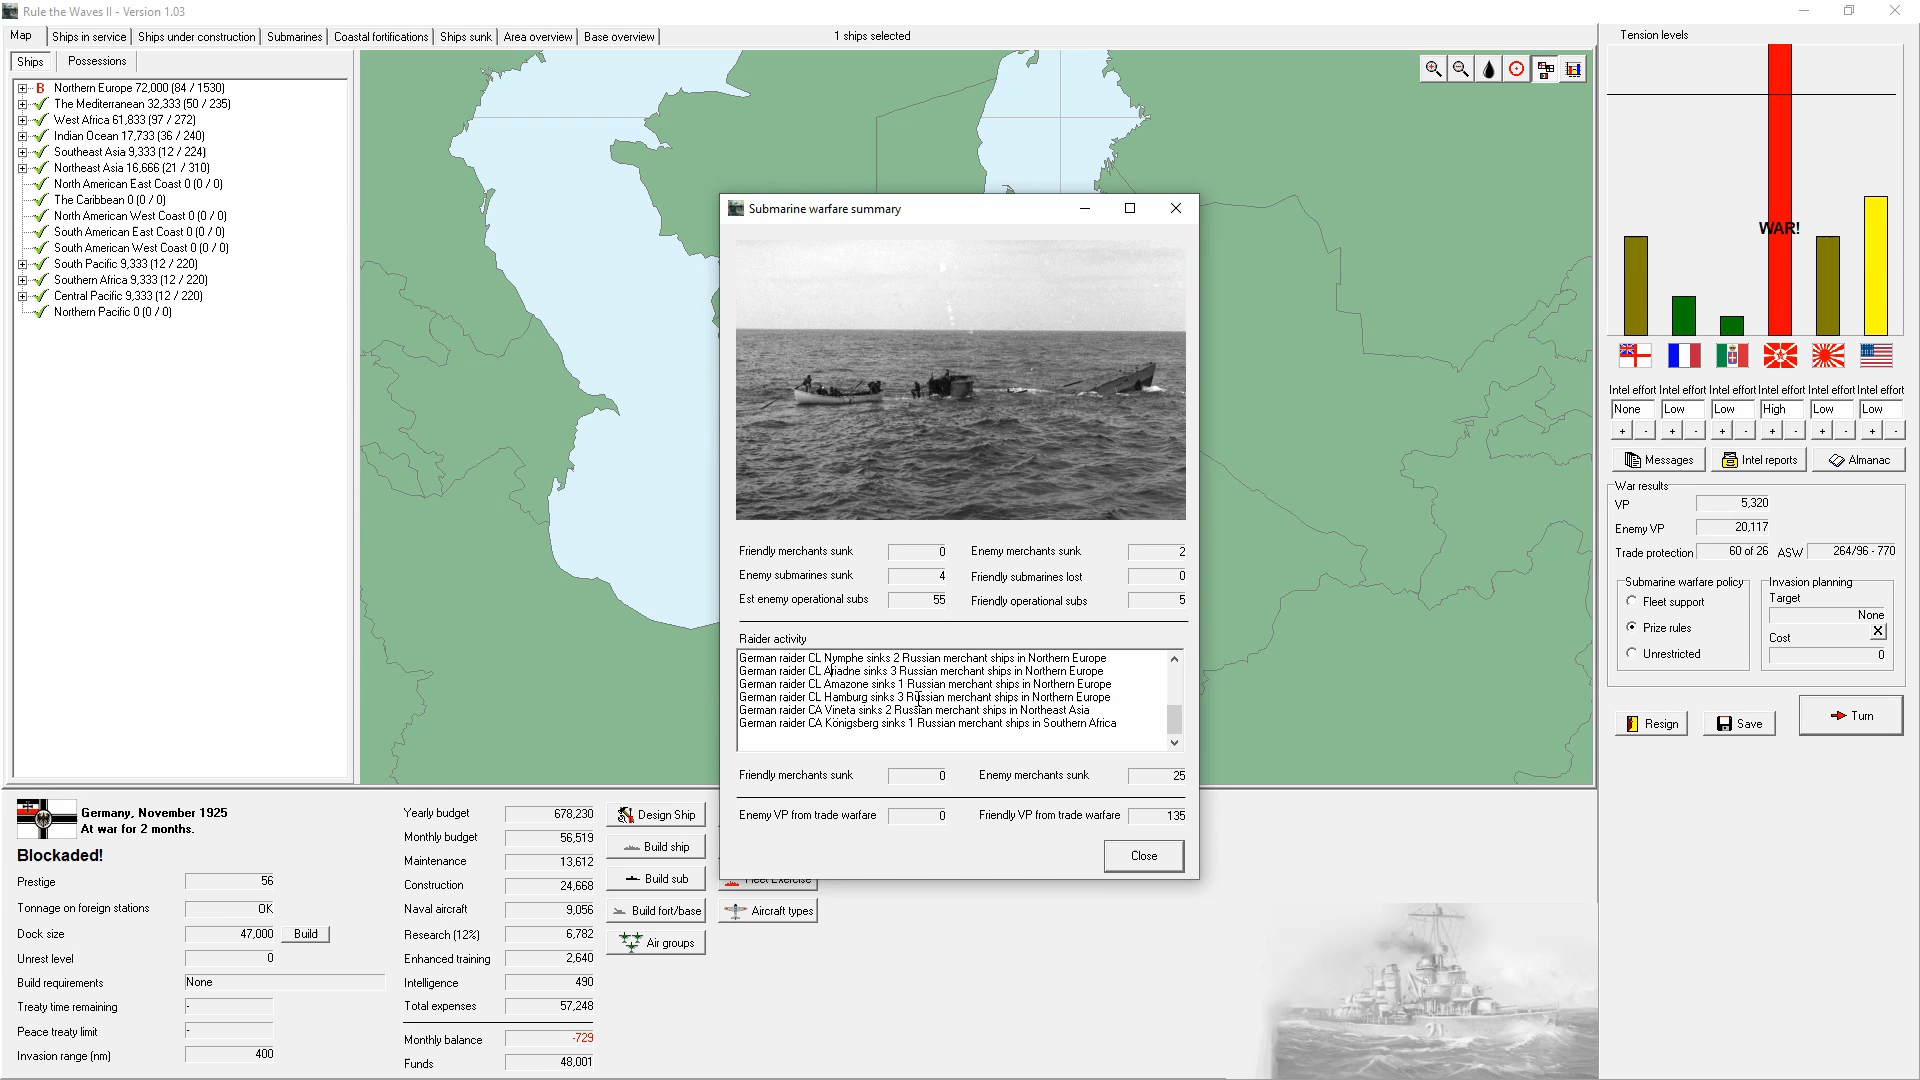 Rule the Waves II - Version 1.03
Map
Ships in service
Ships under construction
Submarines
Coastal fortifications
Ships sunk
Area overview
Base overview
1 ships selected
Ships
Possessions
B Northern Europe 72,000 (84 / 1530)
The Mediterranean 32,333 (50 / 235)
West Africa 61,833 (97 / 272)
Indian Ocean 17,733 (36 / 240)
Southeast Asia 9,333 (12 / 224)
Northeast Asia 16,666 (21 / 310)
North American East Coast 0 (0 / 0)
The Caribbean 0 (0 / 0)
North American West Coast 0 (0 / 0)
South American East Coast 0 (0 / 0)
South American West Coast 0 (0 / 0)
South Pacific 9,333 (12 / 220)
Southern Africa 9,333 (12 / 220)
Central Pacific 9,333 (12 / 220)
Northern Pacific 0 (0 / 0)
Submarine warfare summary
Friendly merchants sunk 0 Enemy merchants sunk 2
Enemy submarines sunk 4 Friendly submarines lost 0
Est enemy operational subs 55 Friendly operational subs 5
Raider activity
German raider CL Nymphe sinks 2 Russian merchant ships in Northern Europe
German raider CL Ariadne sinks 3 Russian merchant ships in Northern Europe
German raider CL Amazone sinks 1 Russian merchant ships in Northern Europe
German raider CL Hamburg sinks 3 Russian merchant ships in Northern Europe
German raider CA Vineta sinks 2 Russian merchant ships in Northeast Asia
German raider CA Königsberg sinks 1 Russian merchant ships in Southern Africa
Friendly merchants sunk 0 Enemy merchants sunk 25
Enemy VP from trade warfare 0 Friendly VP from trade warfare 135
Close
Tension levels
WAR!
Intel effort Intel effort Intel effort Intel effort Intel effort Intel effort
None Low Low High Low Low
+ - + - + - + - + - + -
Messages
Intel reports
Almanac
War results
VP 5,320
Enemy VP 20,117
Trade protection 60 of 26 ASW 264/96 - 770
Submarine warfare policy
Fleet support
Prize rules
Unrestricted
Invasion planning
Target
None
Cost X
0
Resign
Save
Turn
Germany, November 1925
At war for 2 months.
Blockaded!
Prestige 56
Tonnage on foreign stations OK
Dock size 47,000 Build
Unrest level 0
Build requirements None
Treaty time remaining -
Peace treaty limit -
Invasion range (nm) 400
Yearly budget 678,230
Monthly budget 56,519
Maintenance 13,612
Construction 24,668
Naval aircraft 9,056
Research (12%) 6,782
Enhanced training 2,640
Intelligence 490
Total expenses 57,248
Monthly balance -729
Funds 48,001
Design Ship
Build ship
Build sub
Build fort/base
Air groups
Fleet Exercise
Aircraft types